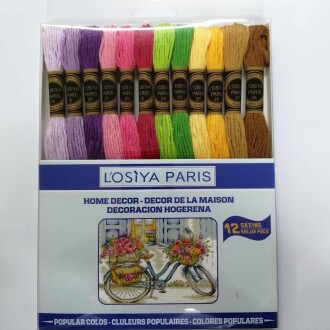 L'OSIYA PARIS
HOME DECOR - DECOR DE LA MAISON
DECORACION HOGERENA
12 SKEINS
VALUE PACK
POPULAR COLOS - CLULEURS POPULAIRES - COLORES POPULARES